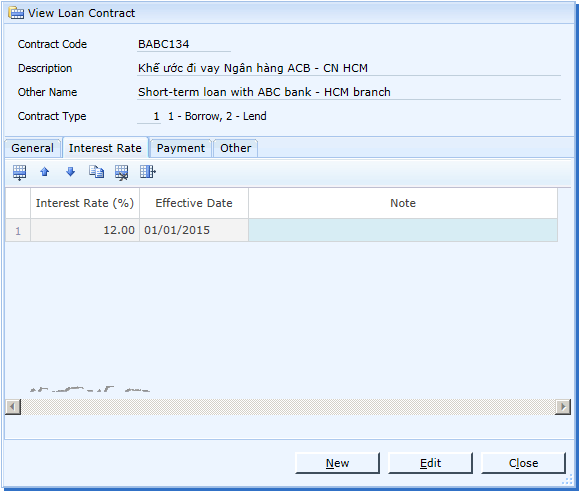 View Loan Contract
Contract Code BABC134
Description Khế ước đi vay Ngân hàng ACB - CN HCM
Other Name Short-term loan with ABC bank - HCM branch
Contract Type 1 1 - Borrow, 2 - Lend
General Interest Rate Payment Other
Interest Rate (%) Effective Date Note
1 12.00 01/01/2015
New Edit Close